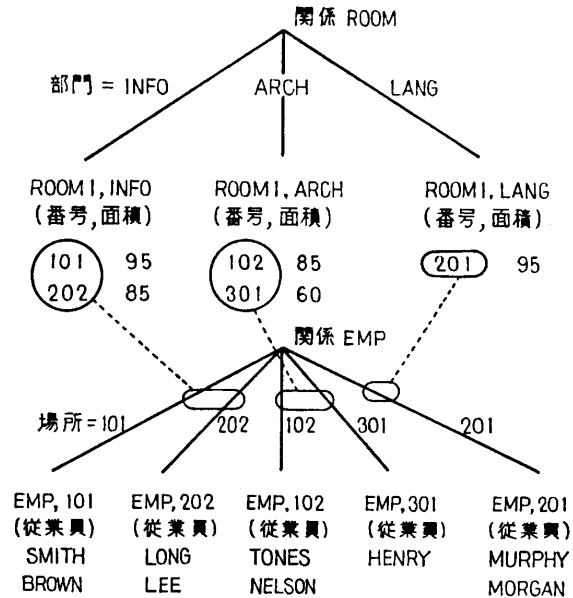 関係 ROOM
部門 = INFO ARCH LANG
ROOM1, INFO ROOM1, ARCH ROOM1, LANG
(番号,面積) (番号,面積) (番号,面積)
101 95 102 85 201 95
202 85 301 60
関係 EMP
場所=101 202 102 301 201
EMP, 101 EMP, 202 EMP, 102 EMP, 301 EMP, 201
(従業員) (従業員) (従業員) (従業員) (従業員)
SMITH LONG TONES HENRY MURPHY
BROWN LEE NELSON MORGAN